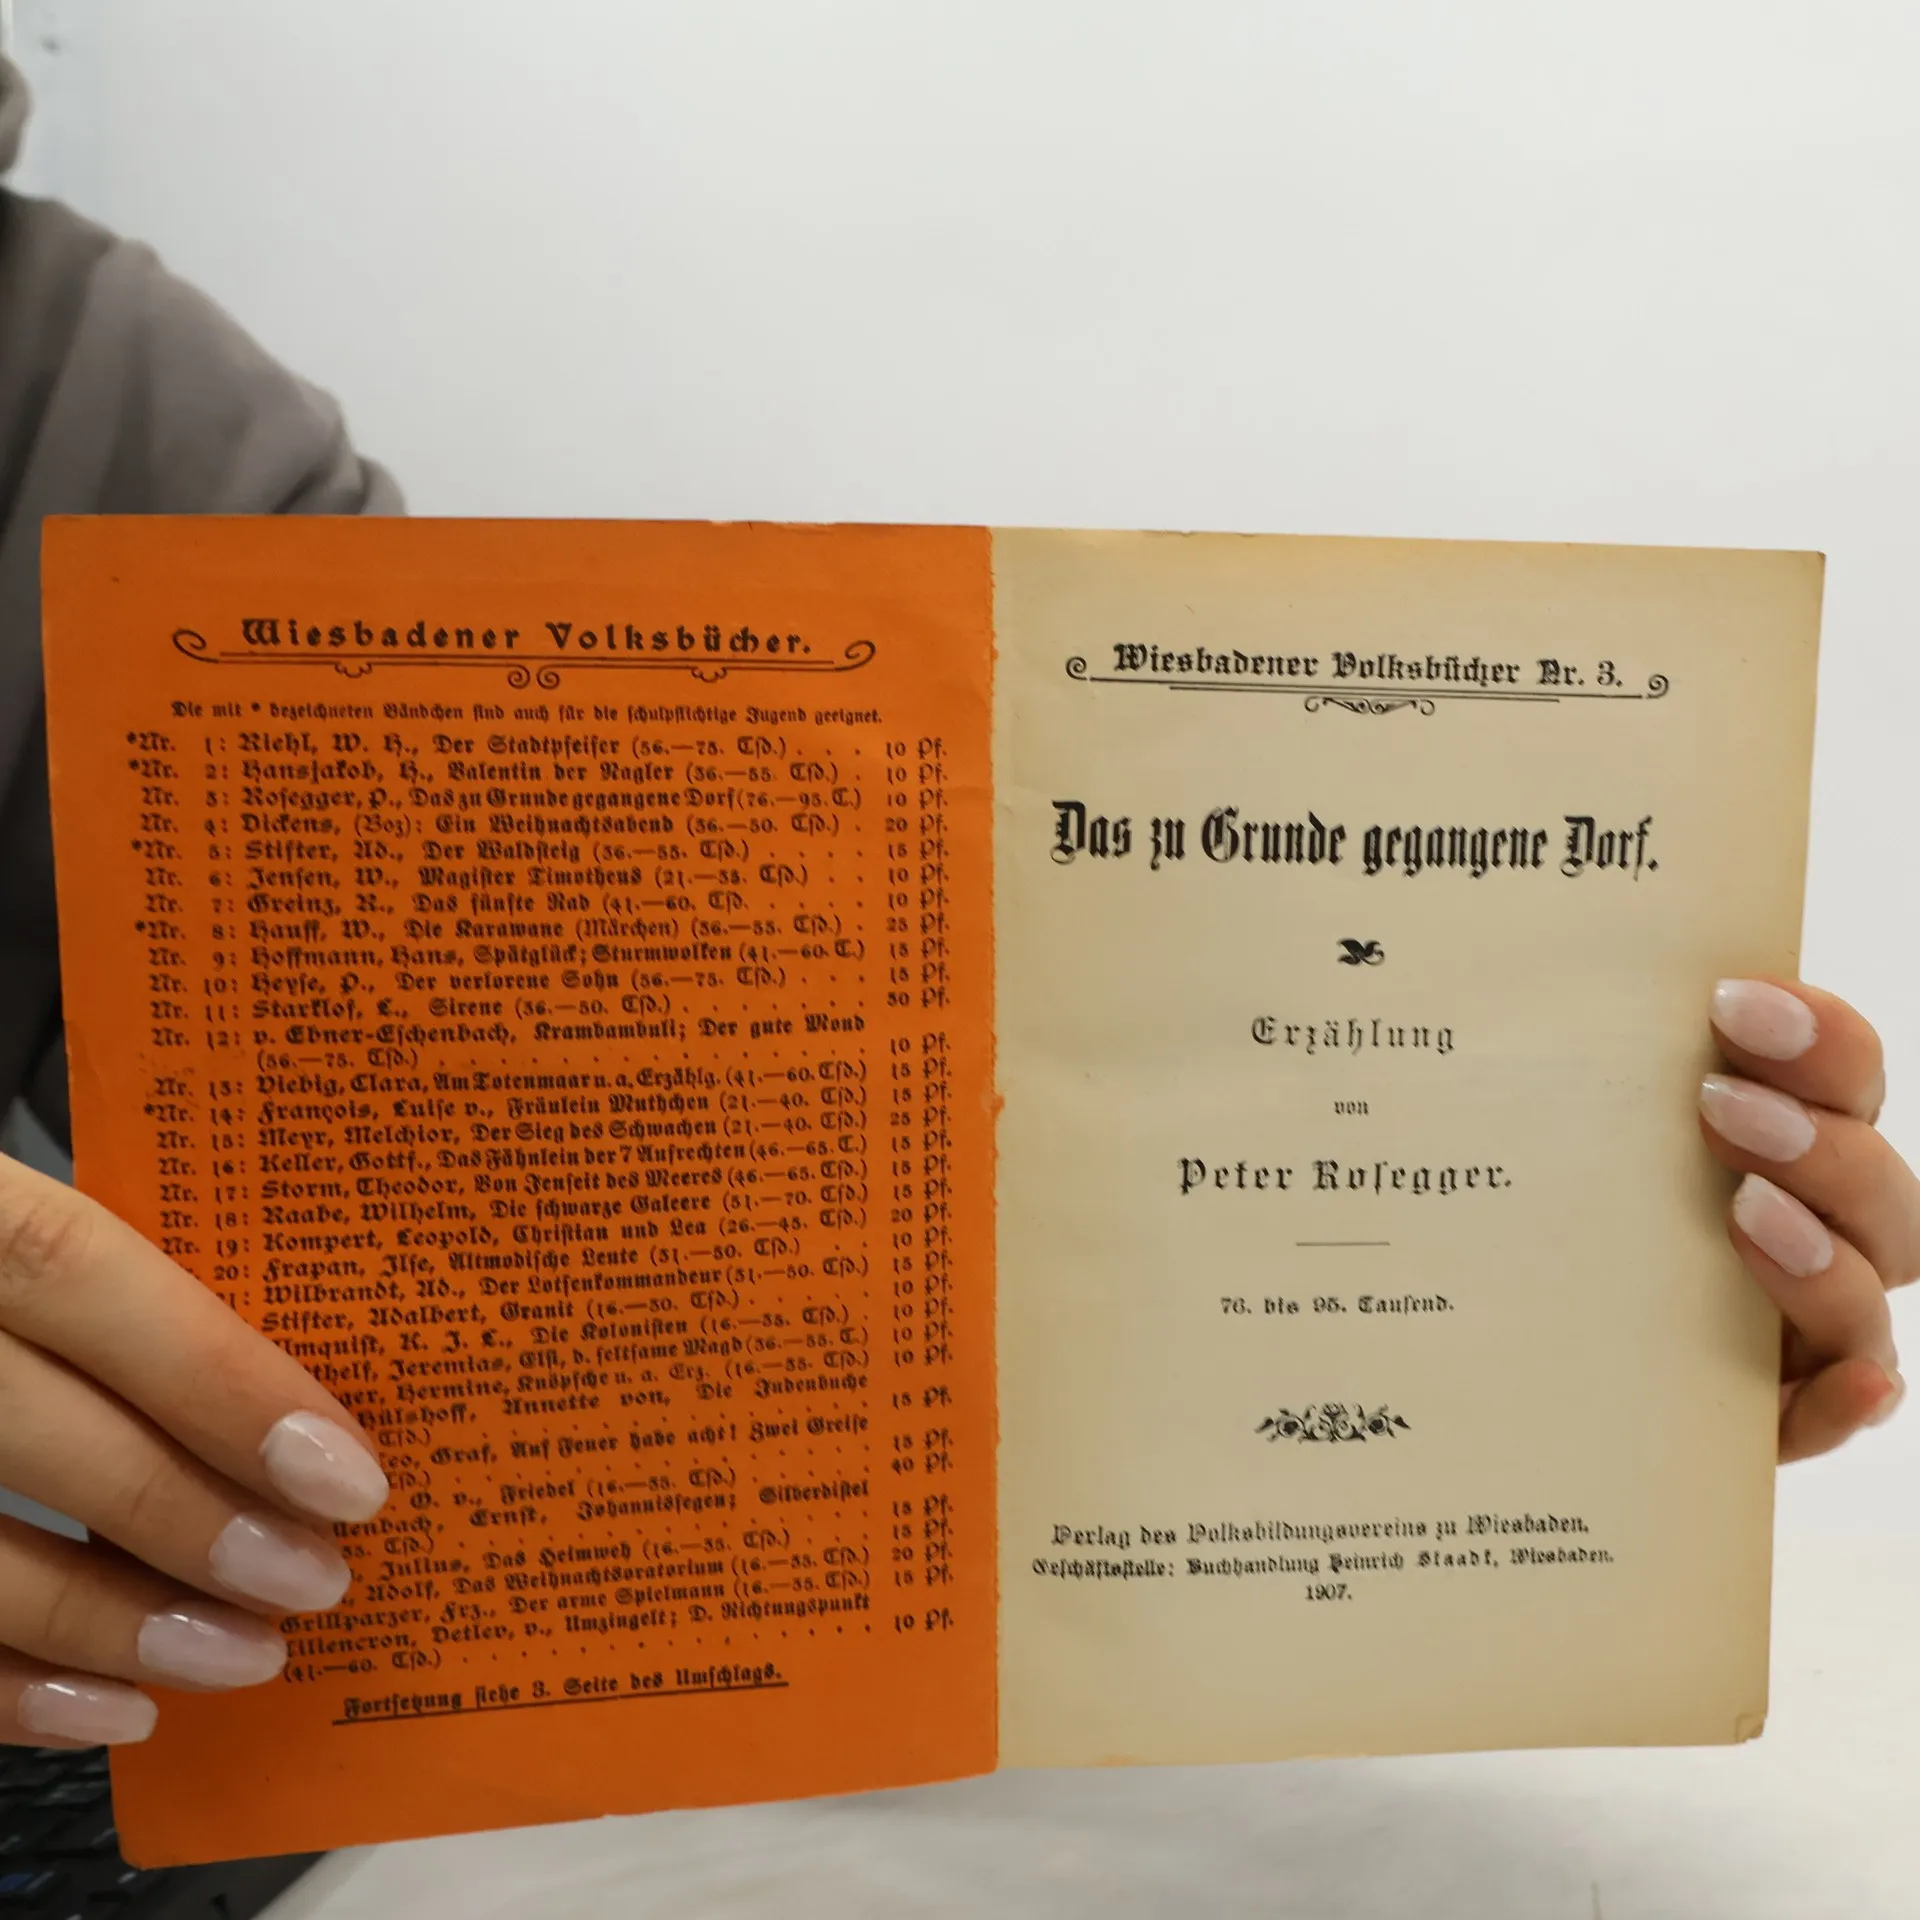 Wiesbadener Volksbücher.
Die mit * bezeichneten Bändchen sind auch für die schulpflichtige Jugend geeignet.
*Nr. 1: Riehl, W. H., Der Stadtpfeifer (56.—75. Tsd.) . . . 10 Pf.
*Nr. 2: Hansjakob, H., Valentin der Nagler (36.—55. Tsd.) . 10 Pf.
Nr. 3: Rosegger, P., Das zu Grunde gegangene Dorf (76.—95. T.) 10 Pf.
Nr. 4: Dickens, (Boz): Ein Weihnachtsabend (36.—50. Tsd.) . 20 Pf.
*Nr. 5: Stifter, Ad., Der Waldsteig (36.—55. Tsd.) . . . . 15 Pf.
Nr. 6: Jensen, W., Magister Timotheus (21.—35. Tsd.) . . 10 Pf.
Nr. 7: Greinz, R., Das fünfte Rad (41.—60. Tsd. . . . . 10 Pf.
*Nr. 8: Hauff, W., Die Karawane (Märchen) (36.—55. Tsd.) . 25 Pf.
Nr. 9: Hoffmann, Hans, Spätglück; Sturmwolken (41.—60. T.) 15 Pf.
Nr. 10: Heyse, P., Der verlorene Sohn (56.—75. Tsd.) . . . 15 Pf.
Nr. 11: Starklof, L., Sirene (36.—50. Tsd.) . . . . . . . 30 Pf.
Nr. 12: v. Ebner-Eschenbach, Krambambuli; Der gute Mond
(56.—75. Tsd.) . . . . . . . . . . . . . . 10 Pf.
Nr. 13: Viebig, Clara, Am Totenmaar u. a. Erzählg. (41.—60. Tsd.) 15 Pf.
*Nr. 14: François, Luise v., Fräulein Muthchen (21.—40. Tsd.) 15 Pf.
Nr. 15: Meyr, Melchior, Der Sieg des Schwachen (21.—40. Tsd.) 25 Pf.
Nr. 16: Keller, Gottf., Das Fähnlein der 7 Aufrechten (46.—65. T.) 15 Pf.
Nr. 17: Storm, Theodor, Von Jenseit des Meeres (46.—65. Tsd.) 15 Pf.
Nr. 18: Raabe, Wilhelm, Die schwarze Galeere (51.—70. Tsd.) 15 Pf.
Nr. 19: Kompert, Leopold, Christian und Lea (26.—45. Tsd.) 20 Pf.
20: Frapan, Ilse, Altmodische Leute (31.—50. Tsd.) . . 10 Pf.
1: Wilbrandt, Ad., Der Lotsenkommandeur (31.—50. Tsd.) 15 Pf.
Stifter, Adalbert, Granit (16.—30. Tsd.) . . . . . 10 Pf.
lmquist, K. J. L., Die Kolonisten (16.—35. Tsd.) . 10 Pf.
thelf, Jeremias, Elsi, d. seltsame Magd (36.—55. T.) 10 Pf.
ger, Hermine, Knöpfche u. a. Erz. (16.—35. Tsd.) 10 Pf.
Hülshoff, Annette von, Die Judenbuche
Tsd.) . . . . . . . . . . . . 15 Pf.
eo, Graf, Auf Feuer habe acht! Zwei Greise
sd.) . . . . . . . . . . . . 15 Pf.
. O. v., Friedel (16.—35. Tsd.) . . . . . 40 Pf.
llenbach, Ernst, Johannissegen; Silberdistel
35. Tsd.) . . . . . . . . . . . 15 Pf.
, Julius, Das Heimweh (16.—35. Tsd.) . . . 15 Pf.
, Adolf, Das Weihnachtsoratorium (16.—35. Tsd.) 20 Pf.
Grillparzer, Frz., Der arme Spielmann (16.—35. Tsd.) 15 Pf.
Liliencron, Detlev, v., Umzingelt; D. Richtungspunkt
(41.—60. Tsd.) . . . . . . . . . . . . 10 Pf.
Fortsetzung siehe 3. Seite des Umschlags.
Wiesbadener Volksbücher Nr. 3.
Das zu Grunde gegangene Dorf.
Erzählung
von
Peter Rosegger.
76. bis 95. Tausend.
Verlag des Volksbildungsvereins zu Wiesbaden.
Geschäftsstelle: Buchhandlung Heinrich Staadt, Wiesbaden.
1907.